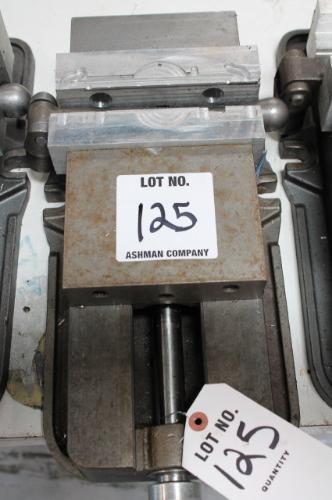 LOT NO.
125
ASHMAN COMPANY
LOT NO.
125
QUANTITY